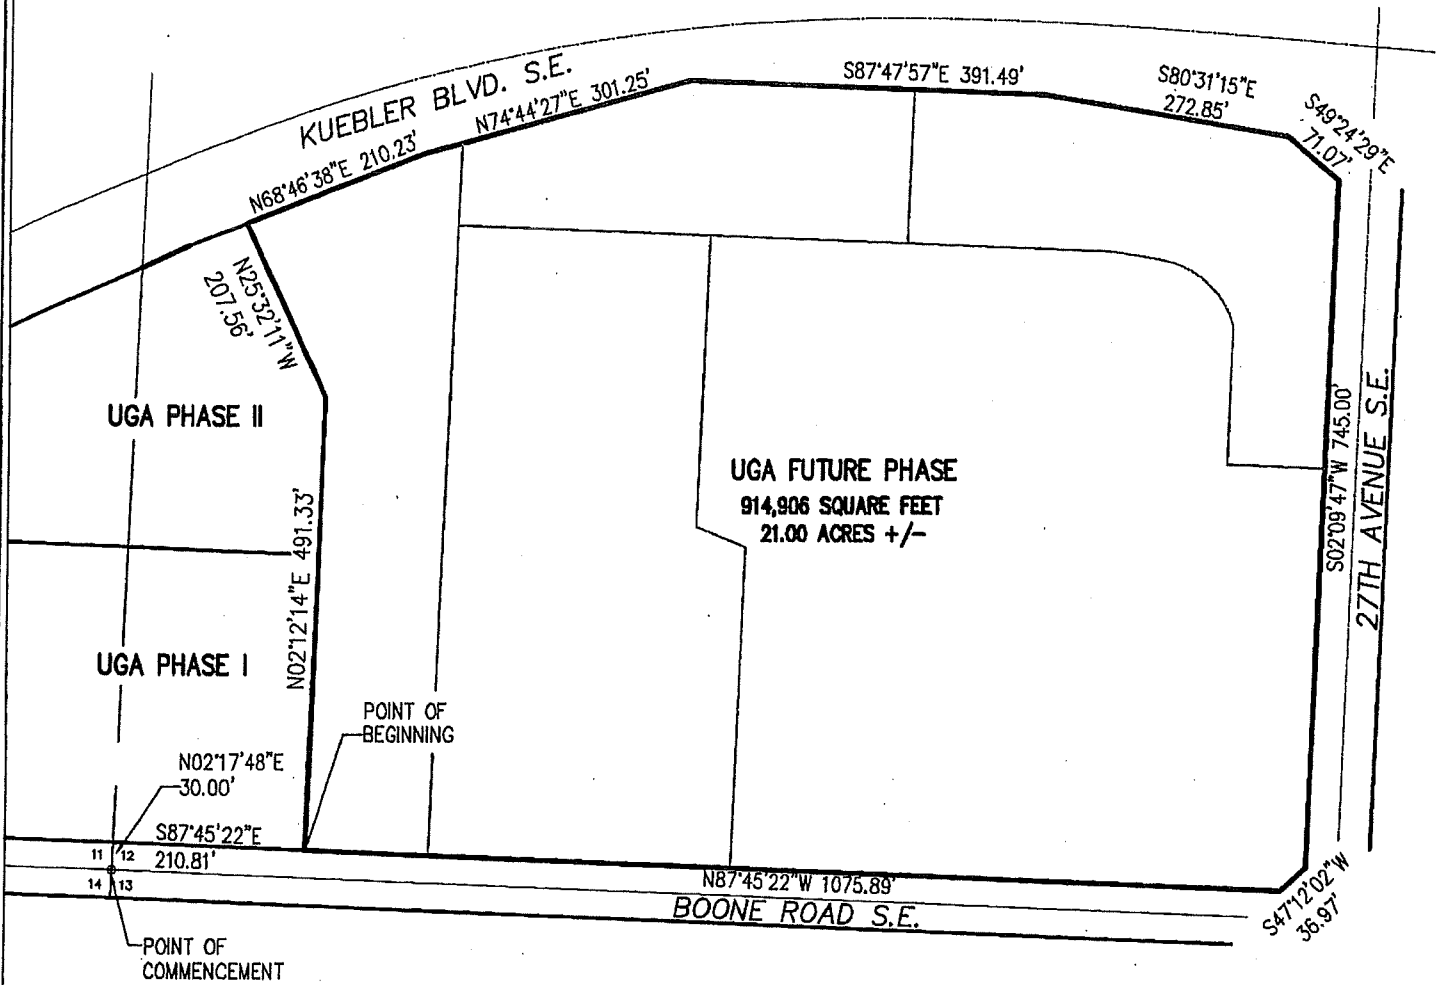 KUEBLER BLVD. S.E.
N68°46'38"E 210.23'
N74°44'27"E 301.25'
S87°47'57"E 391.49'
S80°31'15"E
272.85'
S49°24'29"E
71.07'
N25°32'11"W
207.56'
UGA PHASE II
UGA FUTURE PHASE
914,906 SQUARE FEET
21.00 ACRES +/-
S02°09'47"W 745.00'
27TH AVENUE S.E.
N02°12'14"E 491.33'
UGA PHASE I
POINT OF
BEGINNING
N02°17'48"E
30.00'
S87°45'22"E
210.81'
11 12
14 13
N87°45'22"W 1075.89'
BOONE ROAD S.E.
S47°12'02"W
36.97'
POINT OF
COMMENCEMENT